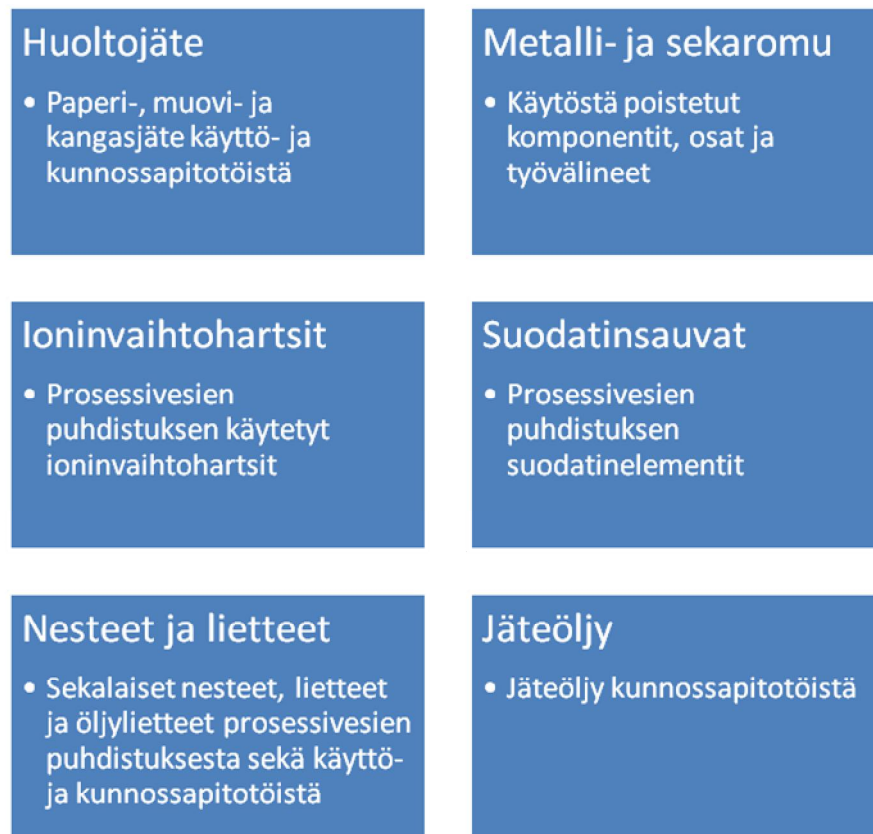 Huoltojäte
• Paperi-, muovi- ja
kangasjäte käyttö- ja
kunnossapitotöistä
Metalli- ja sekaromu
• Käytöstä poistetut
komponentit, osat ja
työvälineet
Ioninvaihtohartsit
• Prosessivesien
puhdistuksen käytetyt
ioninvaihtohartsit
Suodatinsauvat
• Prosessivesien
puhdistuksen
suodatinelementit
Nesteet ja lietteet
• Sekalaiset nesteet, lietteet
ja öljylietteet prosessivesien
puhdistuksesta sekä käyttö-
ja kunnossapitotöistä
Jäteöljy
• Jäteöljy kunnossapitotöistä